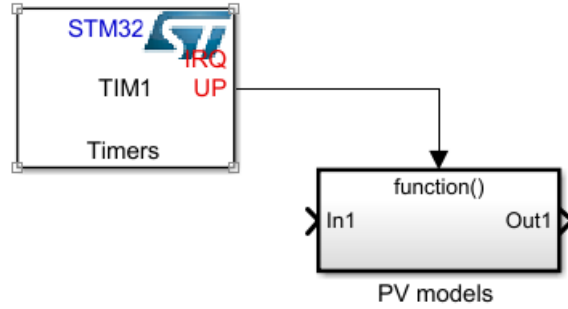 STM32
IRQ
TIM1
UP
Timers
function()
In1
Out1
PV models